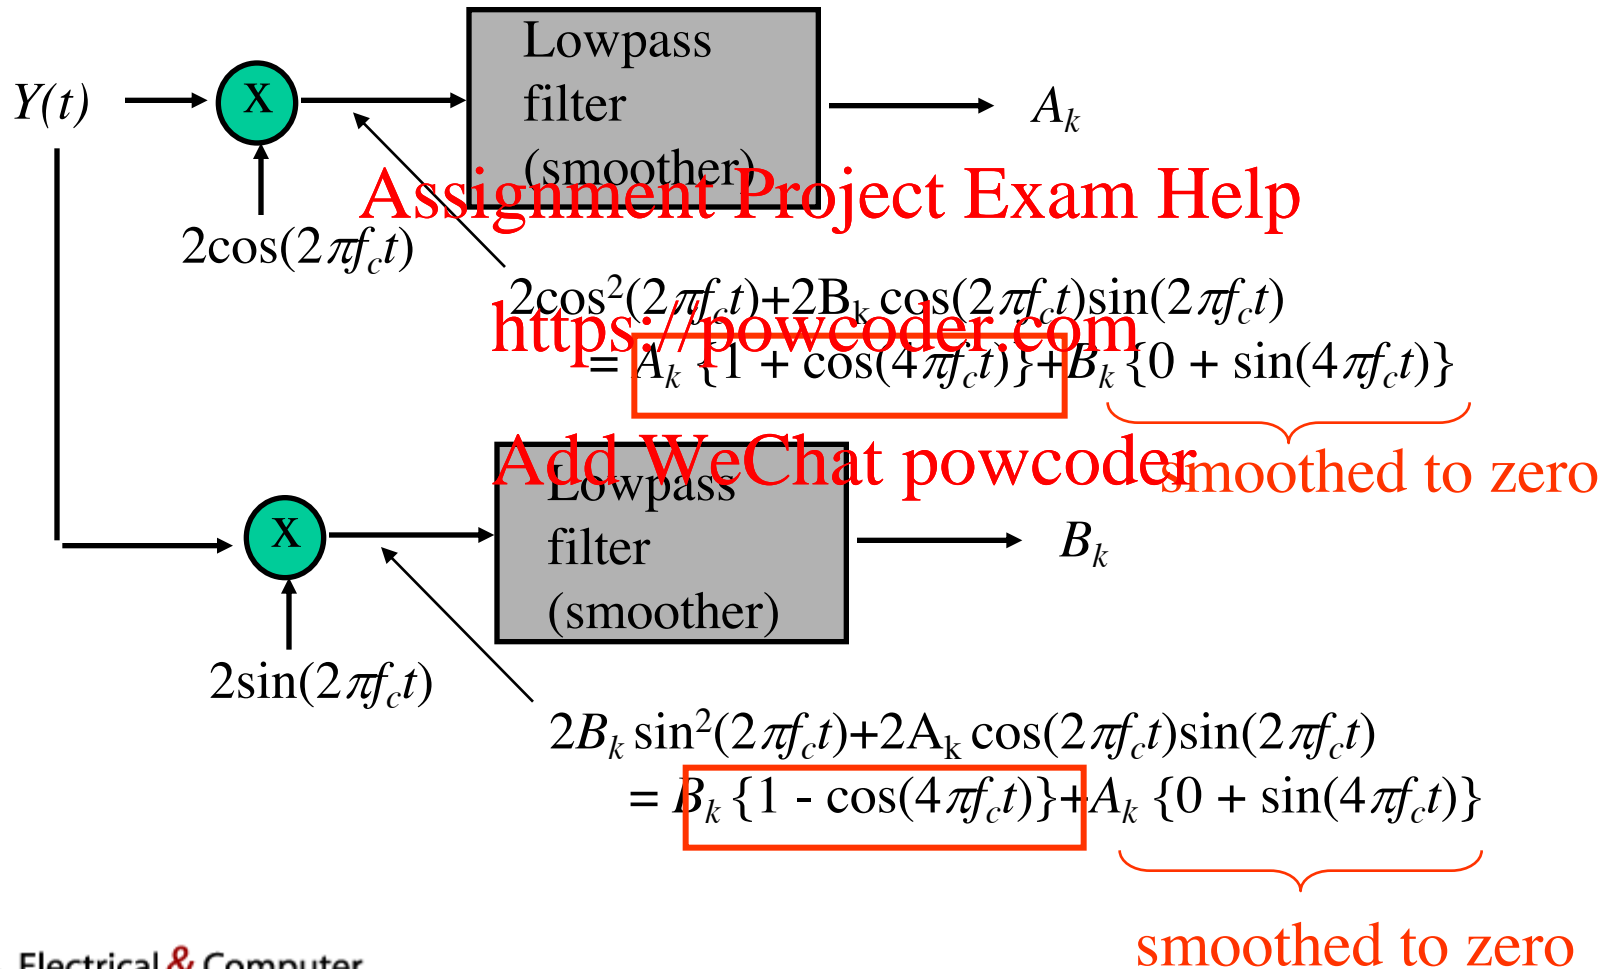 Lowpass
filter
(smoother)
Y(t)
x
A_k
Assignment Project Exam Help
2cos(2πf_ct)
2cos²(2πf_ct)+2B_k cos(2πf_ct)sin(2πf_ct)
https://powcoder.com
= A_k {1 + cos(4πf_ct)}+B_k {0 + sin(4πf_ct)}
Add WeChat powcoder
smoothed to zero
Lowpass
filter
(smoother)
x
B_k
2sin(2πf_ct)
2B_k sin²(2πf_ct)+2A_k cos(2πf_ct)sin(2πf_ct)
= B_k {1 - cos(4πf_ct)}+A_k {0 + sin(4πf_ct)}
smoothed to zero
Electrical & Computer